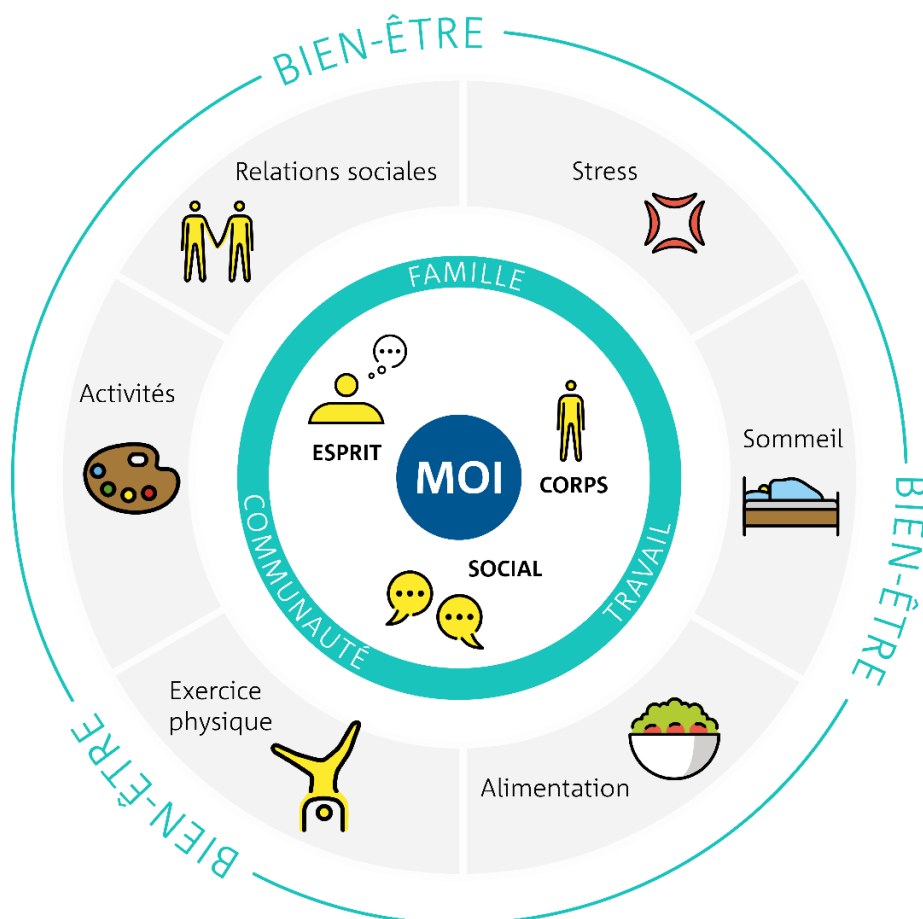 BIEN-ÊTRE
Relations sociales
Stress
FAMILLE
Activités
ESPRIT
MOI
CORPS
Sommeil
SOCIAL
COMMUNAUTÉ
TRAVAIL
BIEN-ÊTRE
Exercice
physique
Alimentation
BIEN-ÊTRE